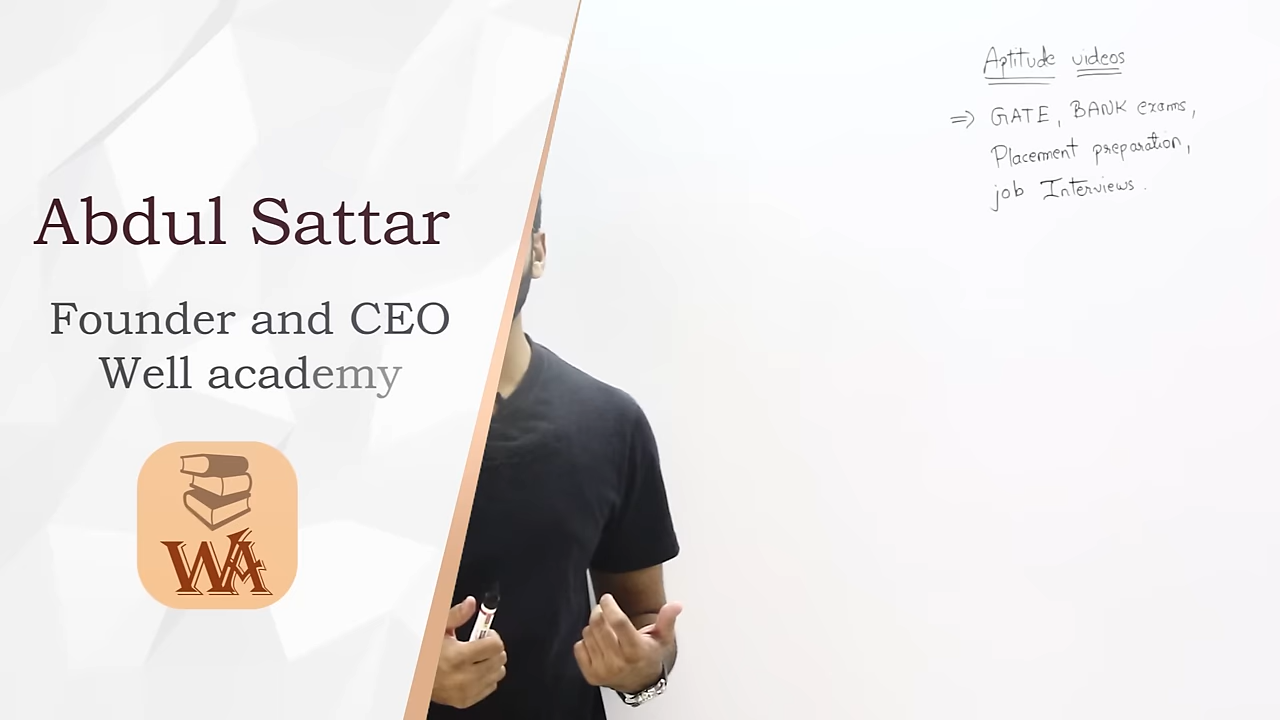 Abdul Sattar
Founder and CEO
Well academy
WA
Aptitude videos
⇒ GATE, BANK exams,
Placement preparation,
job Interviews.